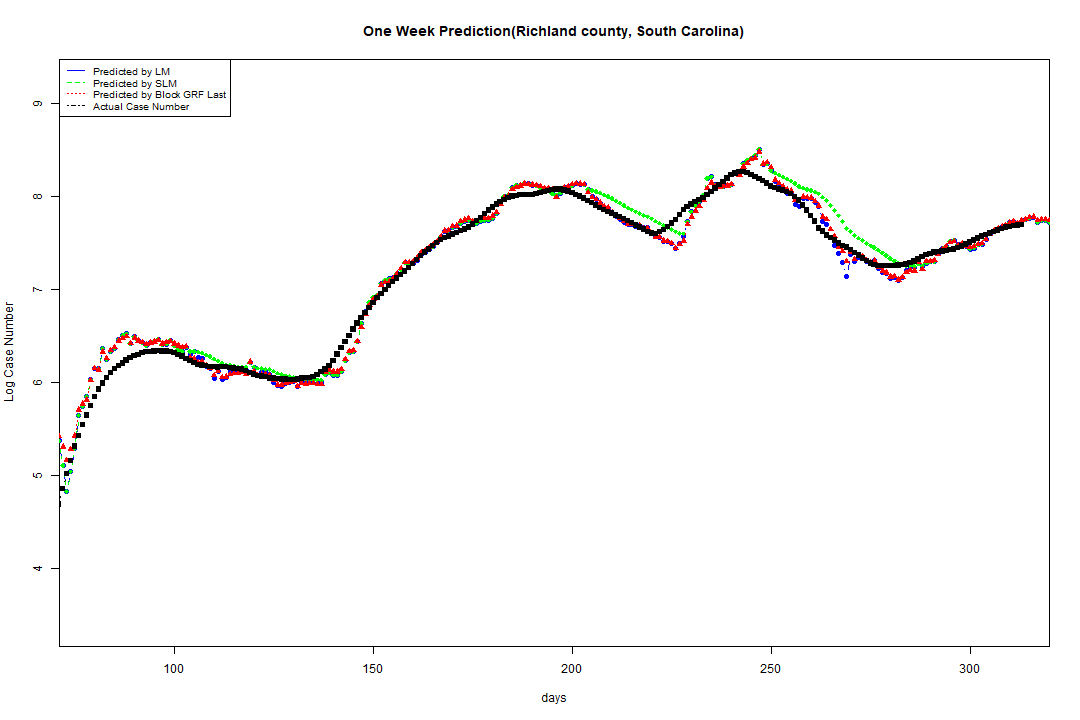 One Week Prediction(Richland county, South Carolina)
Predicted by LM
Predicted by SLM
Predicted by Block GRF Last
Actual Case Number
9
8
7
6
5
4
Log Case Number
100 150 200 250 300
days